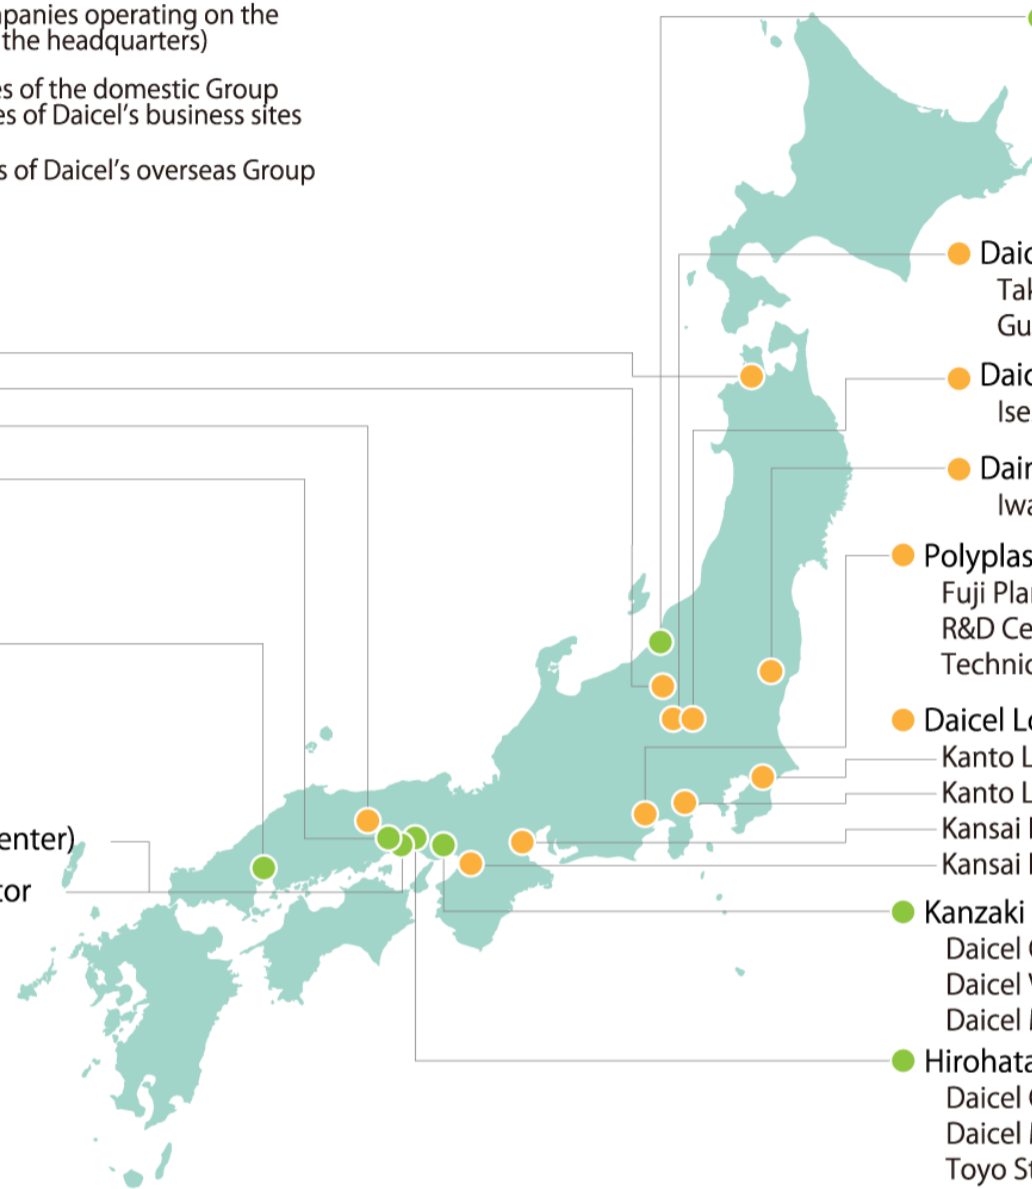 panies operating on the
the headquarters)
es of the domestic Group
es of Daicel's business sites
s of Daicel's overseas Group
Daic
Tak
Gu
Daic
Ise
Dair
Iwa
Polyplas
Fuji Plan
R&D Ce
Technic
Daicel Lo
Kanto L
Kanto L
Kansai
Kansai
enter)
tor
Kanzaki
Daicel
Daicel
Daicel
Hirohata
Daicel
Daicel
Toyo St